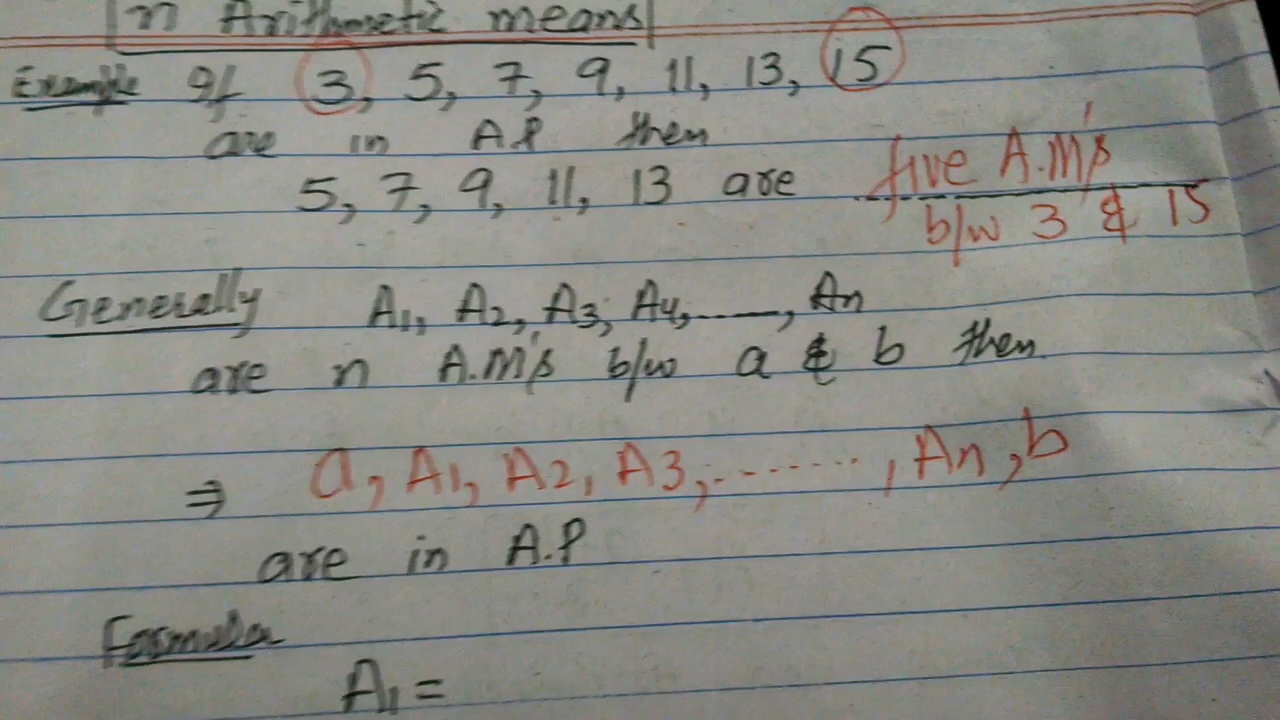 n Arithmetic means
Example If 3, 5, 7, 9, 11, 13, 15
are in A.P then
5, 7, 9, 11, 13 are five A.M's
b/w 3 & 15
Generally A1, A2, A3, A4, ......, An
are n A.M's b/w a & b then
⇒ a, A1, A2, A3, ........, An, b
are in A.P
Formula
A1 =